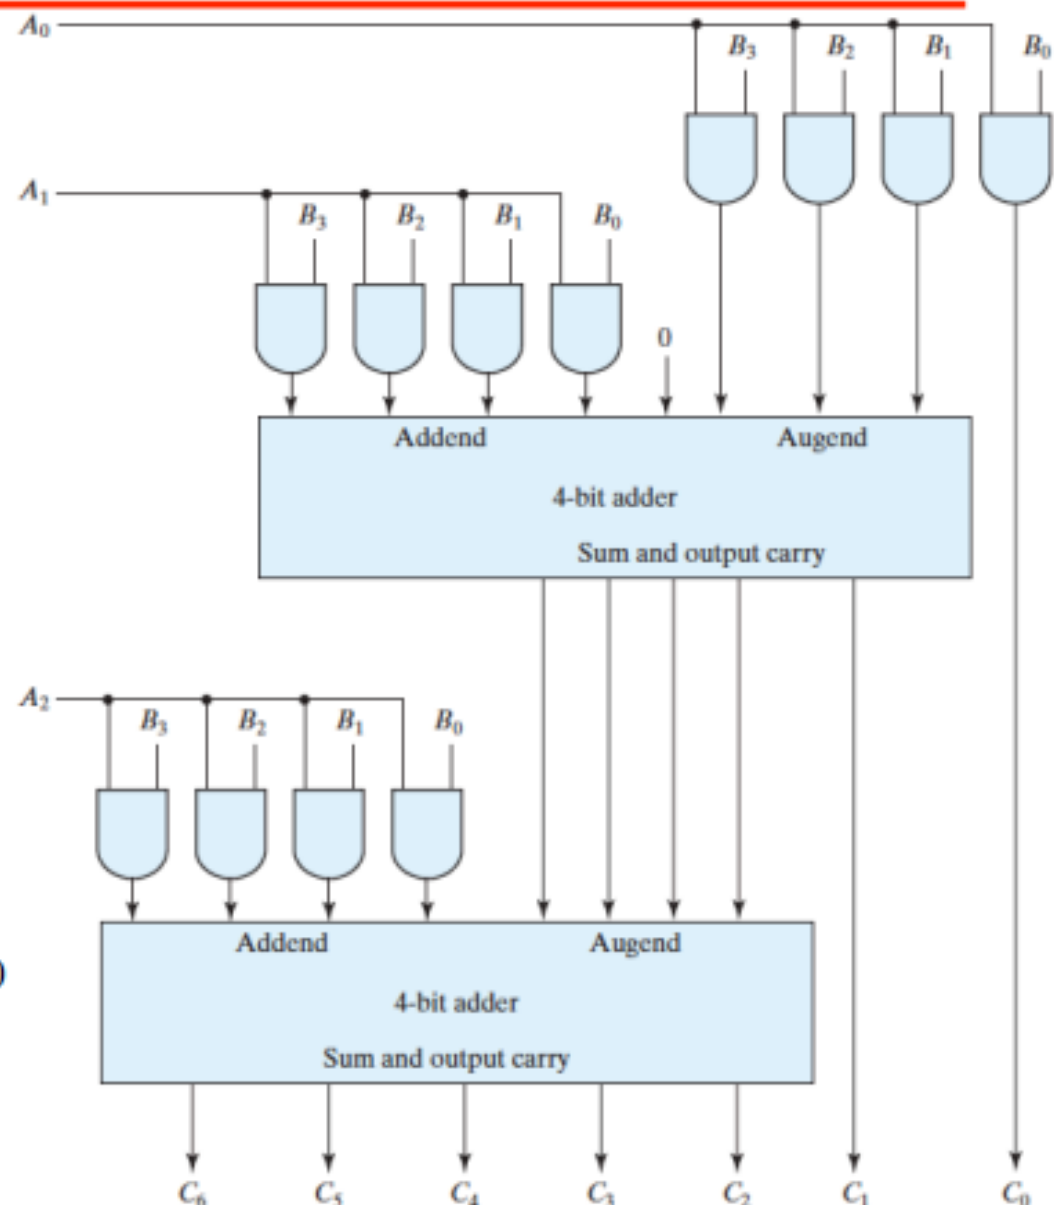 A₀
B₃ B₂ B₁ B₀
A₁
B₃ B₂ B₁ B₀
0
Addend Augend
4-bit adder
Sum and output carry
A₂
B₃ B₂ B₁ B₀
Addend Augend
)
4-bit adder
Sum and output carry
C₆ C₅ C₄ C₃ C₂ C₁ C₀